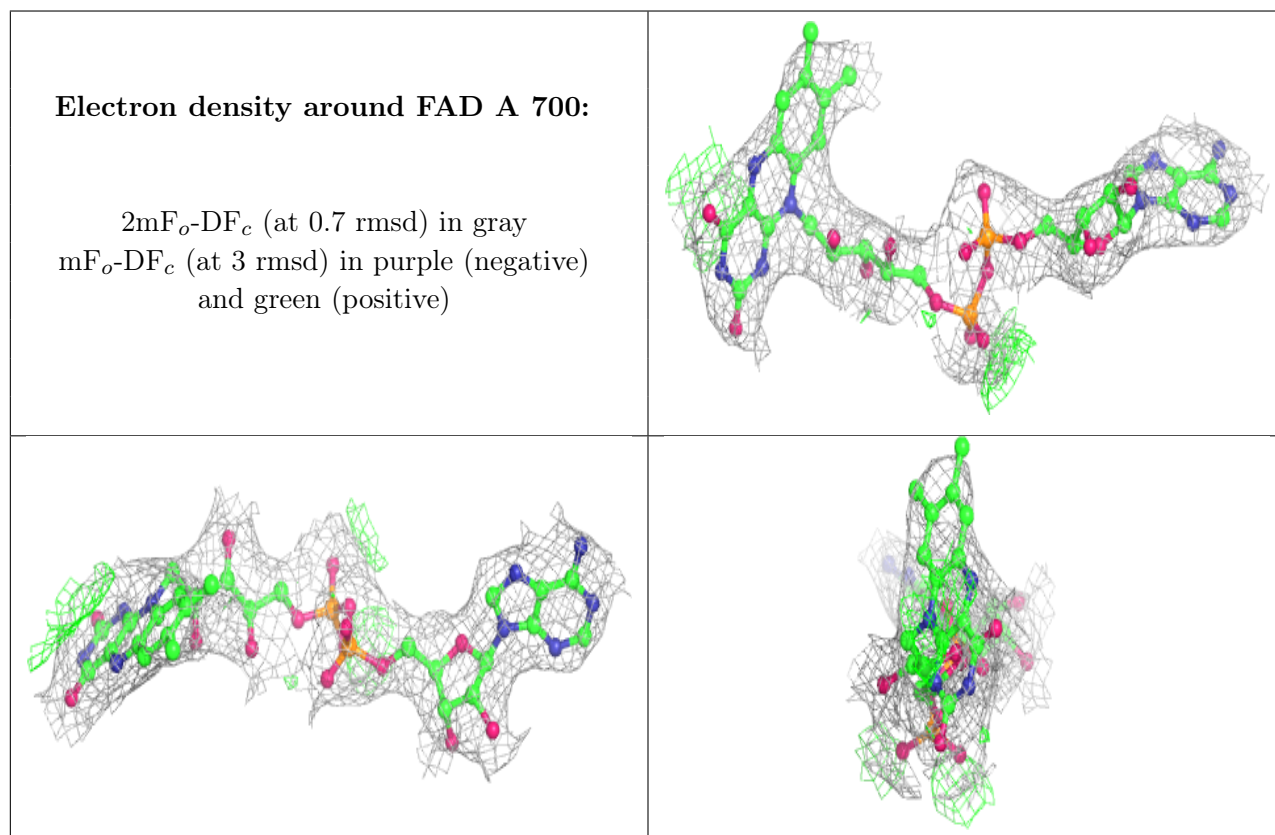 Electron density around FAD A 700:
2mFo-DFc (at 0.7 rmsd) in gray
mFo-DFc (at 3 rmsd) in purple (negative)
and green (positive)